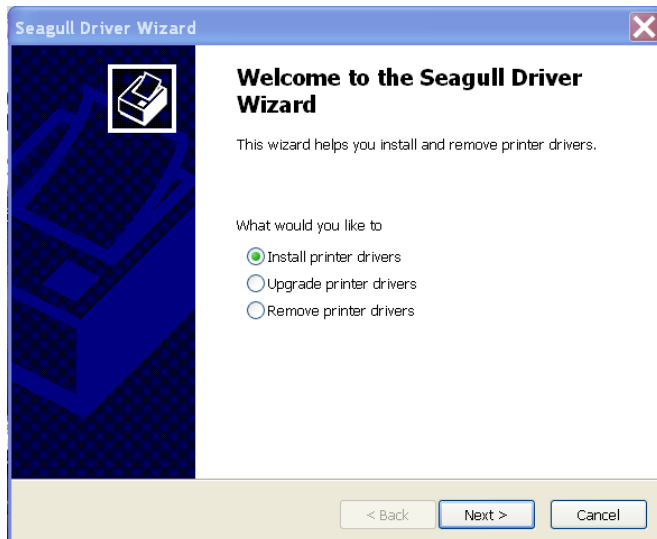 Seagull Driver Wizard
Welcome to the Seagull Driver
Wizard
This wizard helps you install and remove printer drivers.
What would you like to
Install printer drivers
Upgrade printer drivers
Remove printer drivers
< Back
Next >
Cancel